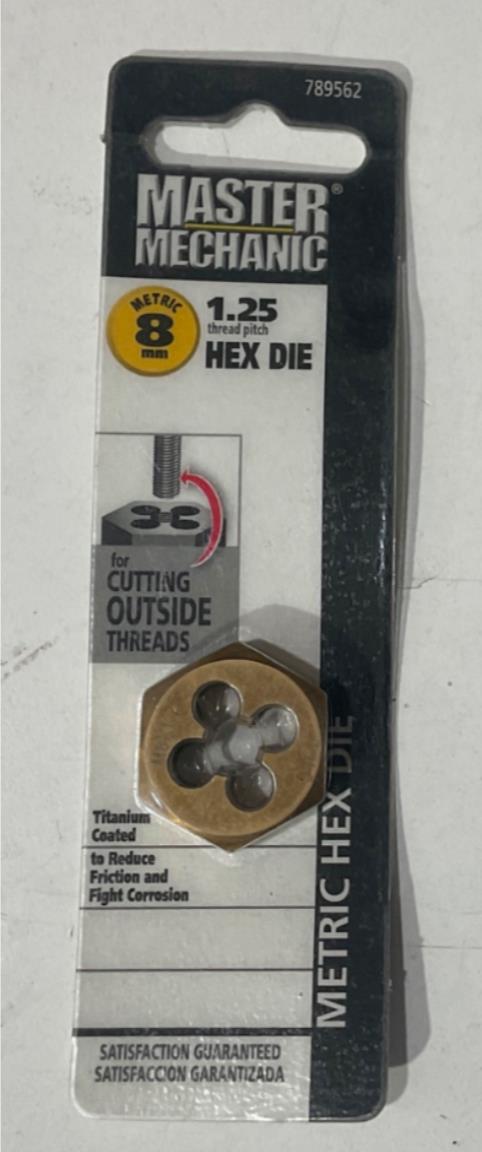 789562
MASTER®
MECHANIC
METRIC
8
mm
1.25
thread pitch
HEX DIE
for
CUTTING
OUTSIDE
THREADS
Titanium
Coated
to Reduce
Friction and
Fight Corrosion
METRIC HEX DIE
SATISFACTION GUARANTEED
SATISFACCION GARANTIZADA